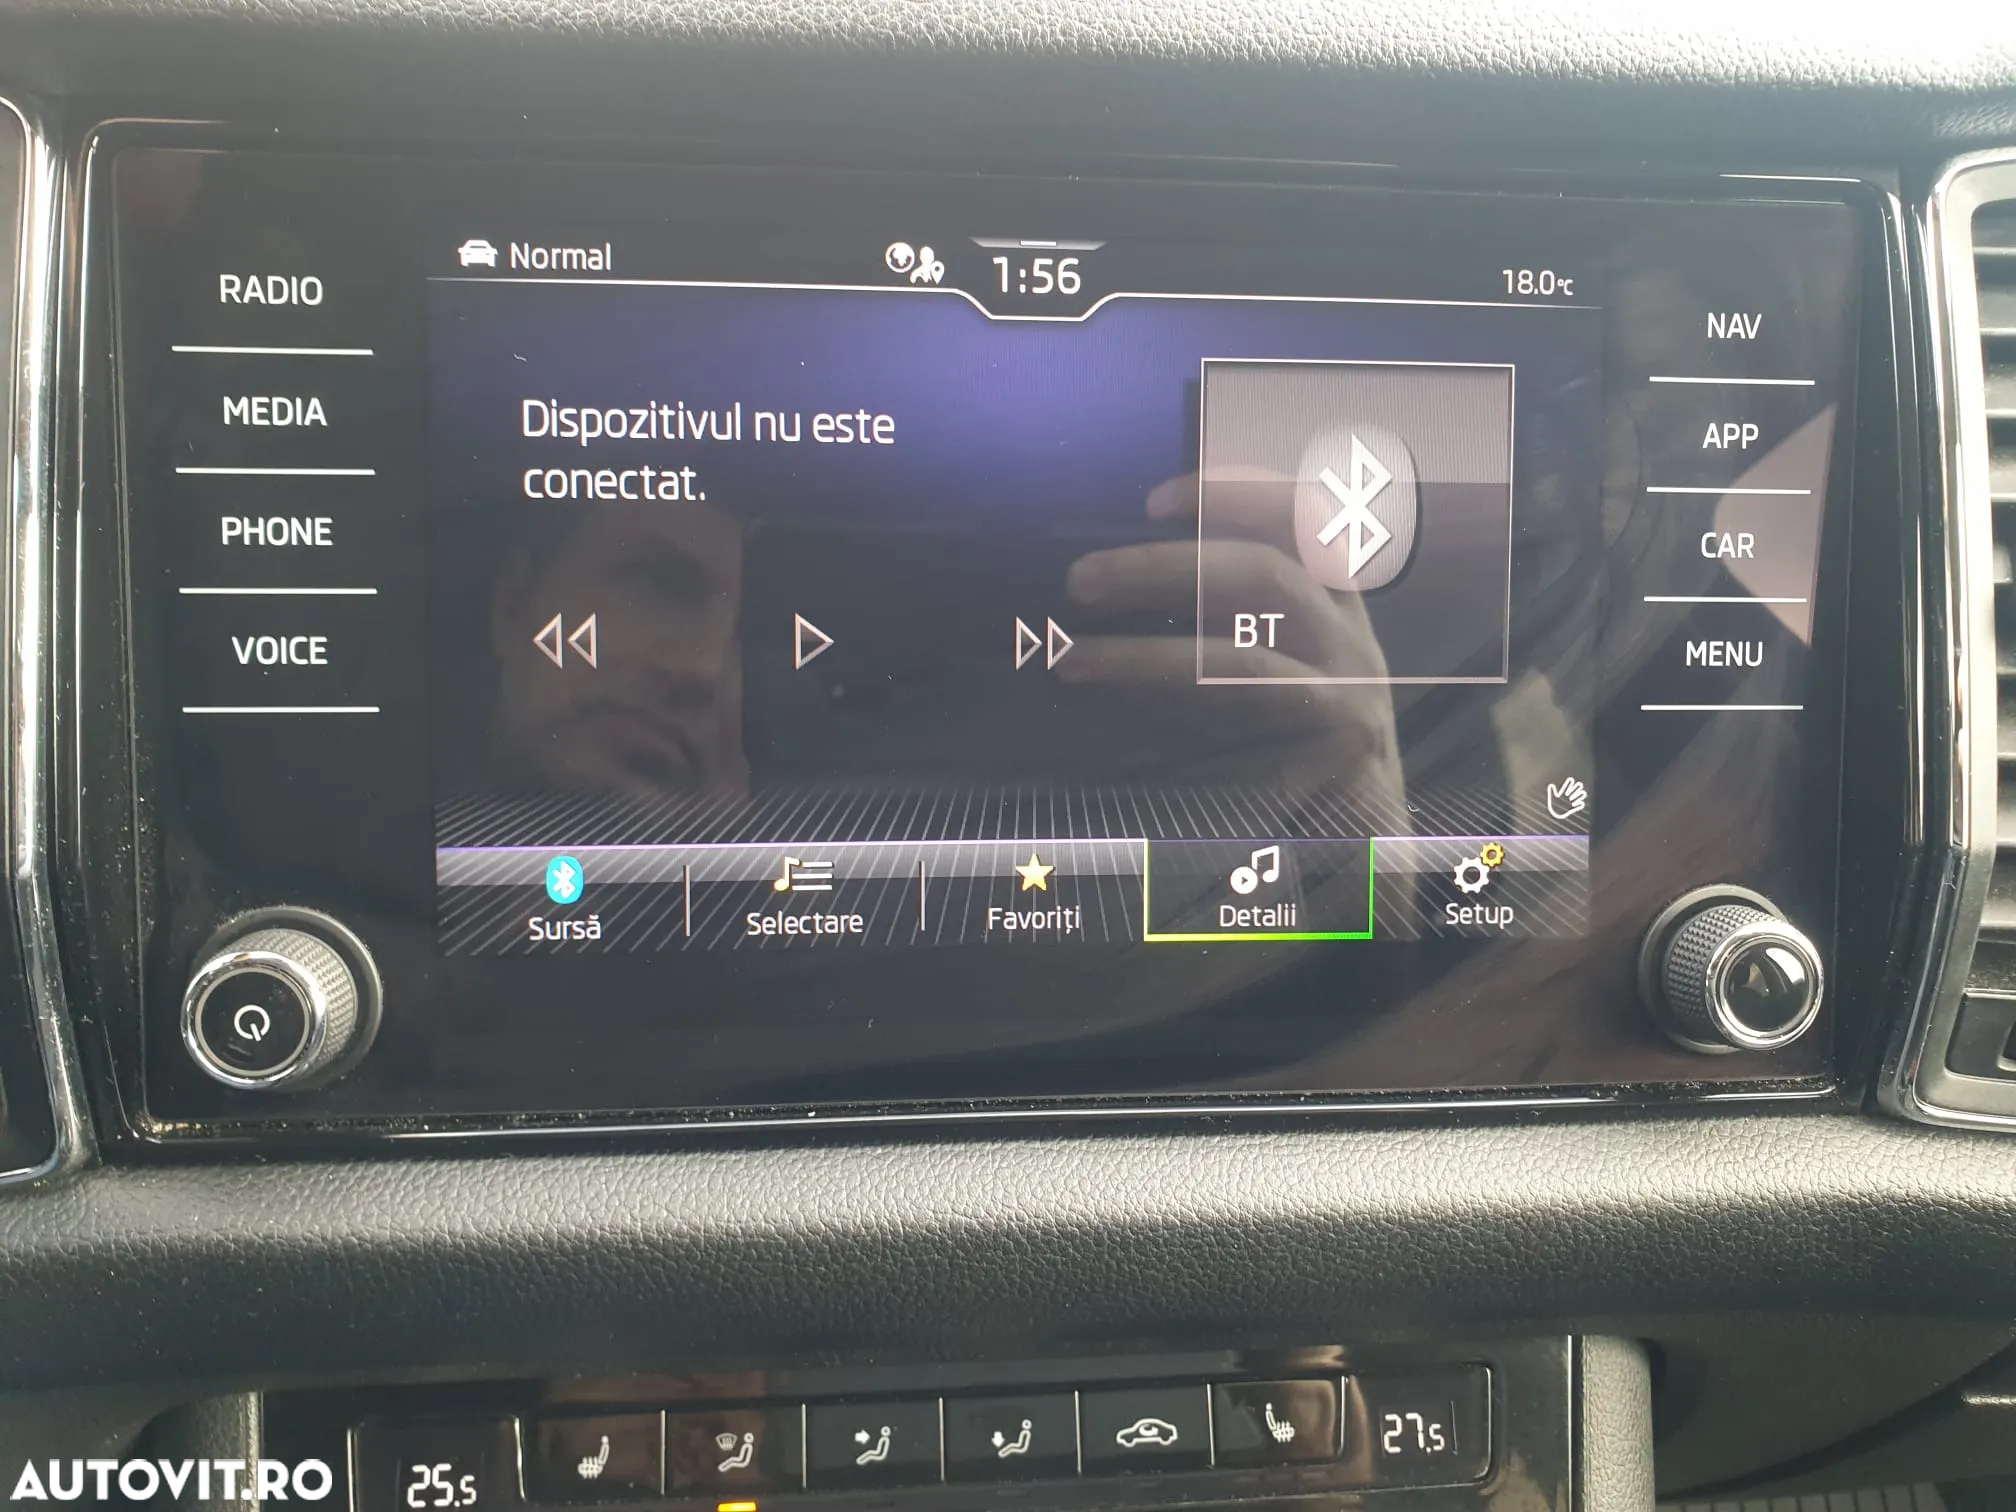 Normal
1:56
18.0°C
RADIO
MEDIA
PHONE
VOICE
Dispozitivul nu este
conectat.
BT
NAV
APP
CAR
MENU
Sursă
Selectare
Favoriți
Detalii
Setup
25.5
27.5
AUTOVIT.RO